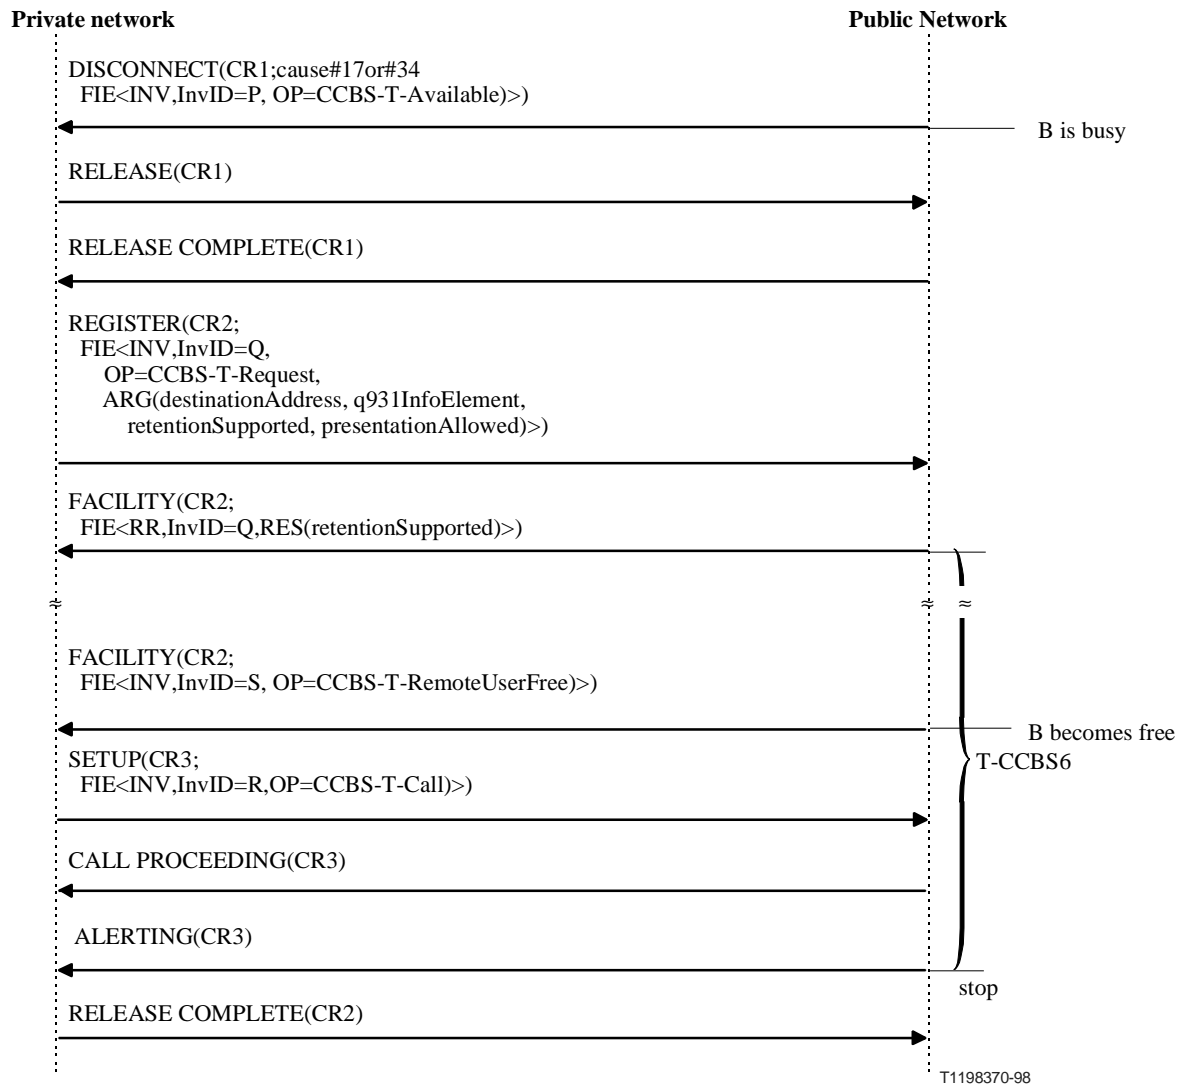 Private network
Public Network
DISCONNECT(CR1;cause#17or#34
FIE<INV,InvID=P, OP=CCBS-T-Available)>)
B is busy
RELEASE(CR1)
RELEASE COMPLETE(CR1)
REGISTER(CR2;
FIE<INV,InvID=Q,
OP=CCBS-T-Request,
ARG(destinationAddress, q931InfoElement,
retentionSupported, presentationAllowed)>)
FACILITY(CR2;
FIE<RR,InvID=Q,RES(retentionSupported)>)
≈
≈
≈
FACILITY(CR2;
FIE<INV,InvID=S, OP=CCBS-T-RemoteUserFree)>)
B becomes free
SETUP(CR3;
T-CCBS6
FIE<INV,InvID=R,OP=CCBS-T-Call)>)
CALL PROCEEDING(CR3)
ALERTING(CR3)
stop
RELEASE COMPLETE(CR2)
T1198370-98